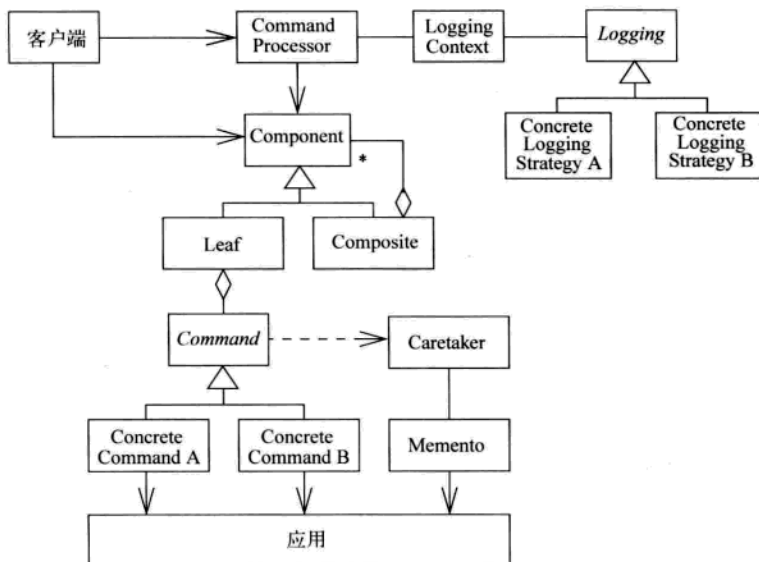 客户端
Command
Processor
Logging
Context
Logging
Component
*
Concrete
Logging
Strategy A
Concrete
Logging
Strategy B
Leaf
Composite
Command
Caretaker
Concrete
Command A
Concrete
Command B
Memento
应用